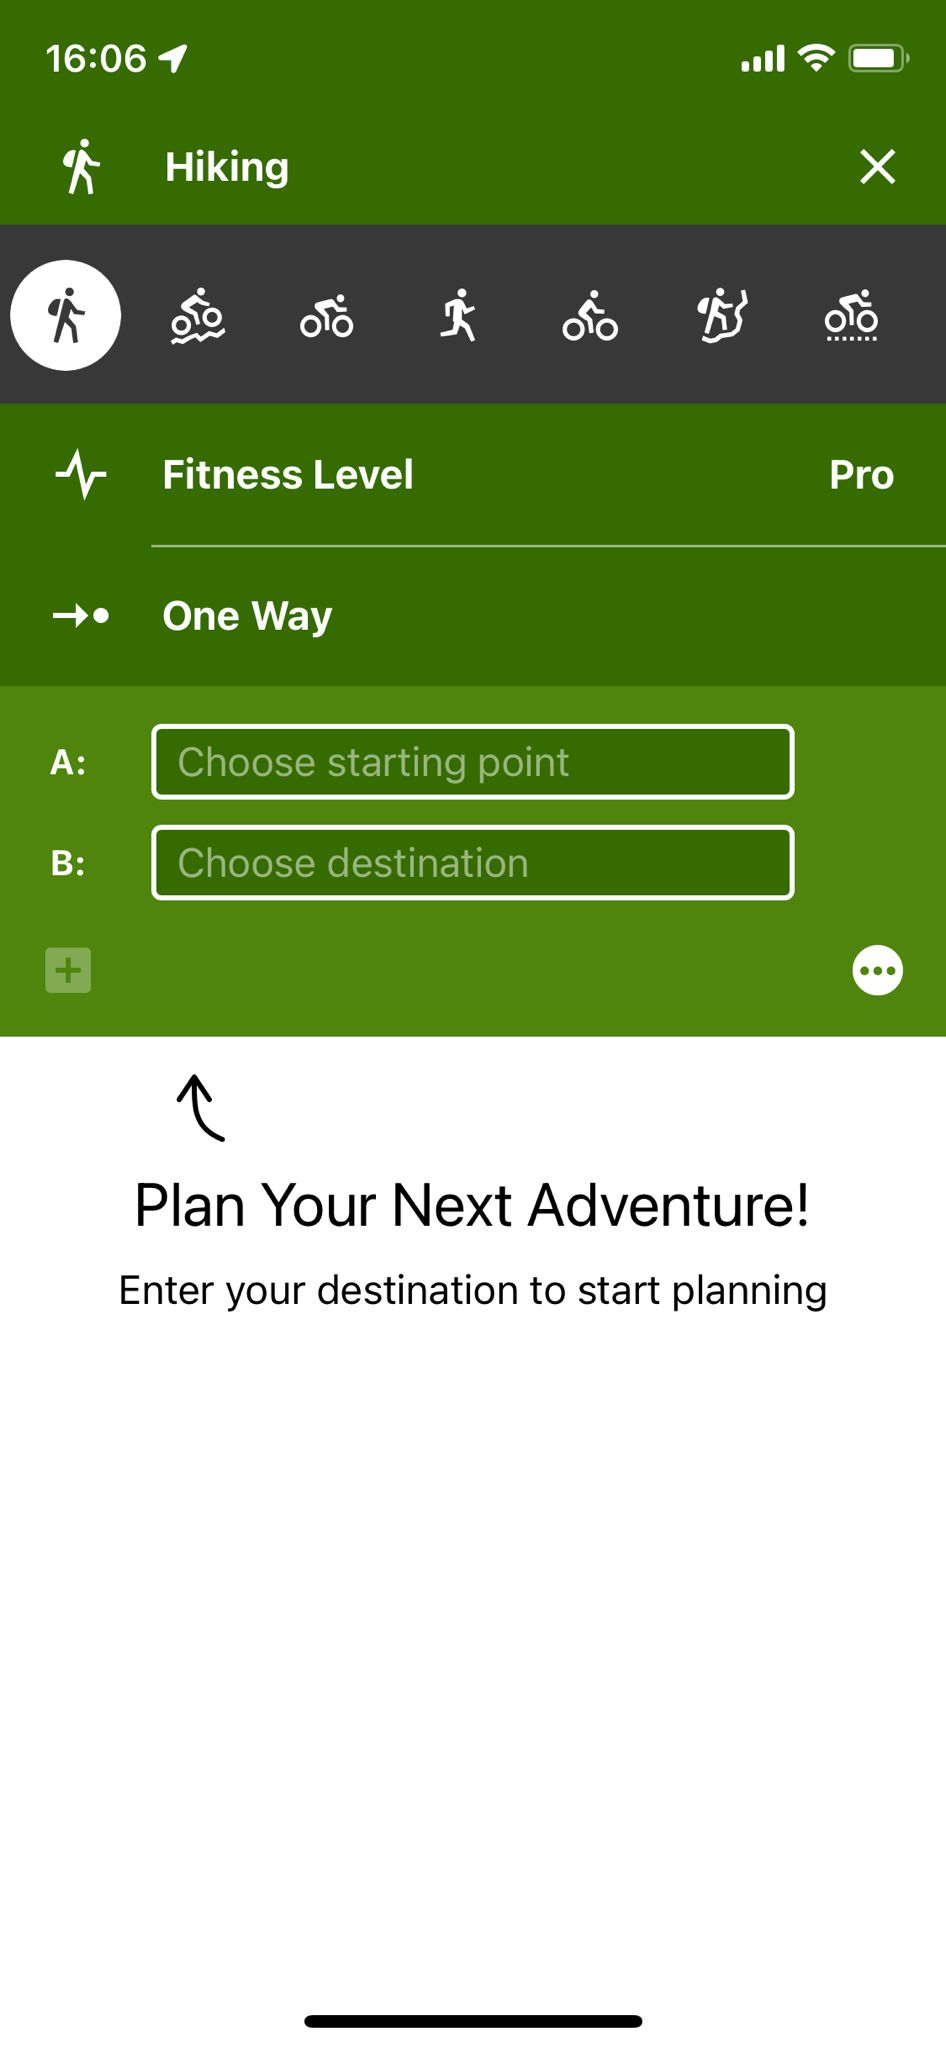 16:06
Hiking
Fitness Level Pro
One Way
A: Choose starting point
B: Choose destination
Plan Your Next Adventure!
Enter your destination to start planning